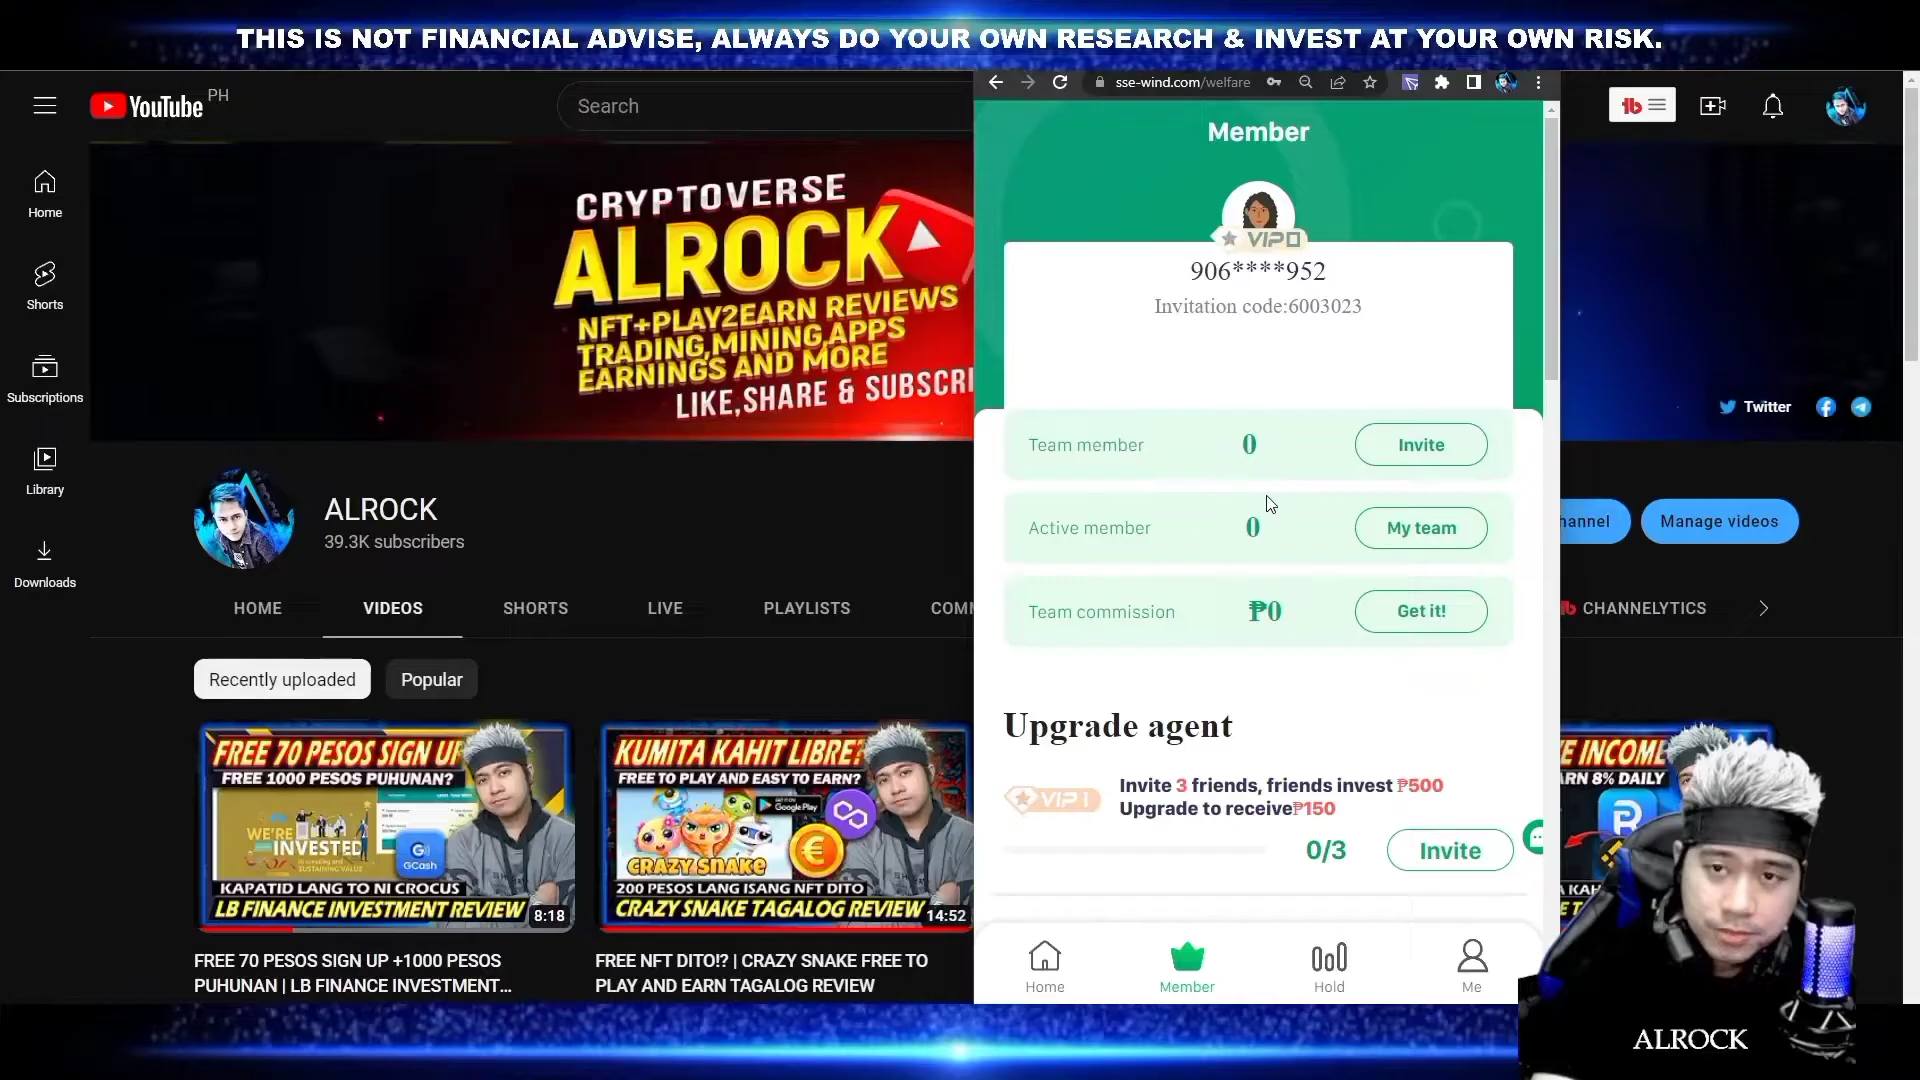 THIS IS NOT FINANCIAL ADVISE, ALWAYS DO YOUR OWN RESEARCH & INVEST AT YOUR OWN RISK.
YouTube PH
Search
sse-wind.com/welfare
Home
Shorts
Subscriptions
Library
Downloads
CRYPTOVERSE
ALROCK
NFT+PLAY2EARN REVIEWS
TRADING,MINING,APPS
EARNINGS AND MORE
LIKE,SHARE & SUBSCRI
Twitter
ALROCK
39.3K subscribers
hannel
Manage videos
HOME
VIDEOS
SHORTS
LIVE
PLAYLISTS
COMM
CHANNELYTICS
Recently uploaded
Popular
FREE 70 PESOS SIGN UP
FREE 1000 PESOS PUHUNAN?
WE'RE
INVESTED
GCash
KAPATID LANG TO NI CROCUS
LB FINANCE INVESTMENT REVIEW
8:18
FREE 70 PESOS SIGN UP +1000 PESOS
PUHUNAN | LB FINANCE INVESTMENT...
KUMITA KAHIT LIBRE?
FREE TO PLAY AND EASY TO EARN?
Google Play
CRAZY SNAKE
200 PESOS LANG ISANG NFT DITO
CRAZY SNAKE TAGALOG REVIEW
14:52
FREE NFT DITO!? | CRAZY SNAKE FREE TO
PLAY AND EARN TAGALOG REVIEW
Member
VIP0
906****952
Invitation code:6003023
Team member 0 Invite
Active member 0 My team
Team commission ₱0 Get it!
Upgrade agent
VIP1
Invite 3 friends, friends invest ₱500
Upgrade to receive₱150
0/3
Invite
Home
Member
Hold
Me
E INCOME
ARN 8% DAILY
ALROCK